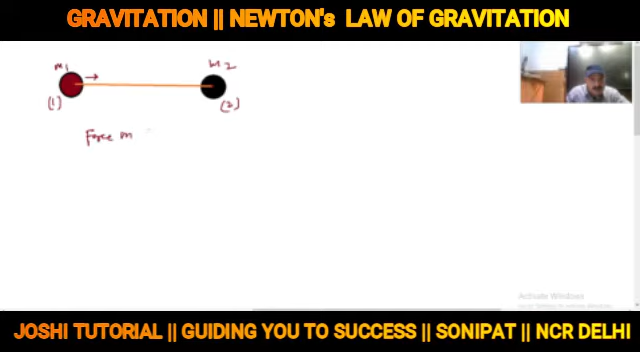 GRAVITATION || NEWTON's LAW OF GRAVITATION
m1
m2
(1)
(2)
Force m
Activate Windows
JOSHI TUTORIAL || GUIDING YOU TO SUCCESS || SONIPAT || NCR DELHI